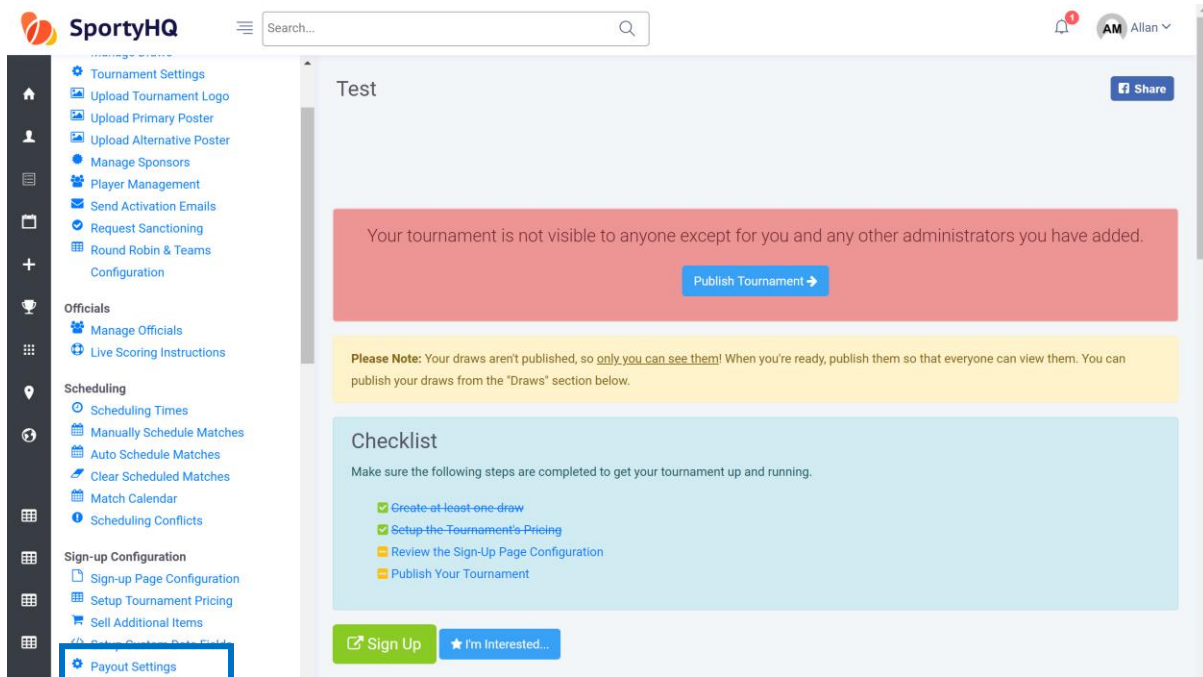 SportyHQ
Search...
1
AM Allan
Manage Draws
Tournament Settings
Upload Tournament Logo
Upload Primary Poster
Upload Alternative Poster
Manage Sponsors
Player Management
Send Activation Emails
Request Sanctioning
Round Robin & Teams
Configuration
Officials
Manage Officials
Live Scoring Instructions
Scheduling
Scheduling Times
Manually Schedule Matches
Auto Schedule Matches
Clear Scheduled Matches
Match Calendar
Scheduling Conflicts
Sign-up Configuration
Sign-up Page Configuration
Setup Tournament Pricing
Sell Additional Items
Setup Custom Data Fields
Payout Settings
Test
Share
Your tournament is not visible to anyone except for you and any other administrators you have added.
Publish Tournament
Please Note: Your draws aren't published, so only you can see them! When you're ready, publish them so that everyone can view them. You can
publish your draws from the "Draws" section below.
Checklist
Make sure the following steps are completed to get your tournament up and running.
Create at least one draw
Setup the Tournament's Pricing
Review the Sign-Up Page Configuration
Publish Your Tournament
Sign Up
I'm Interested...